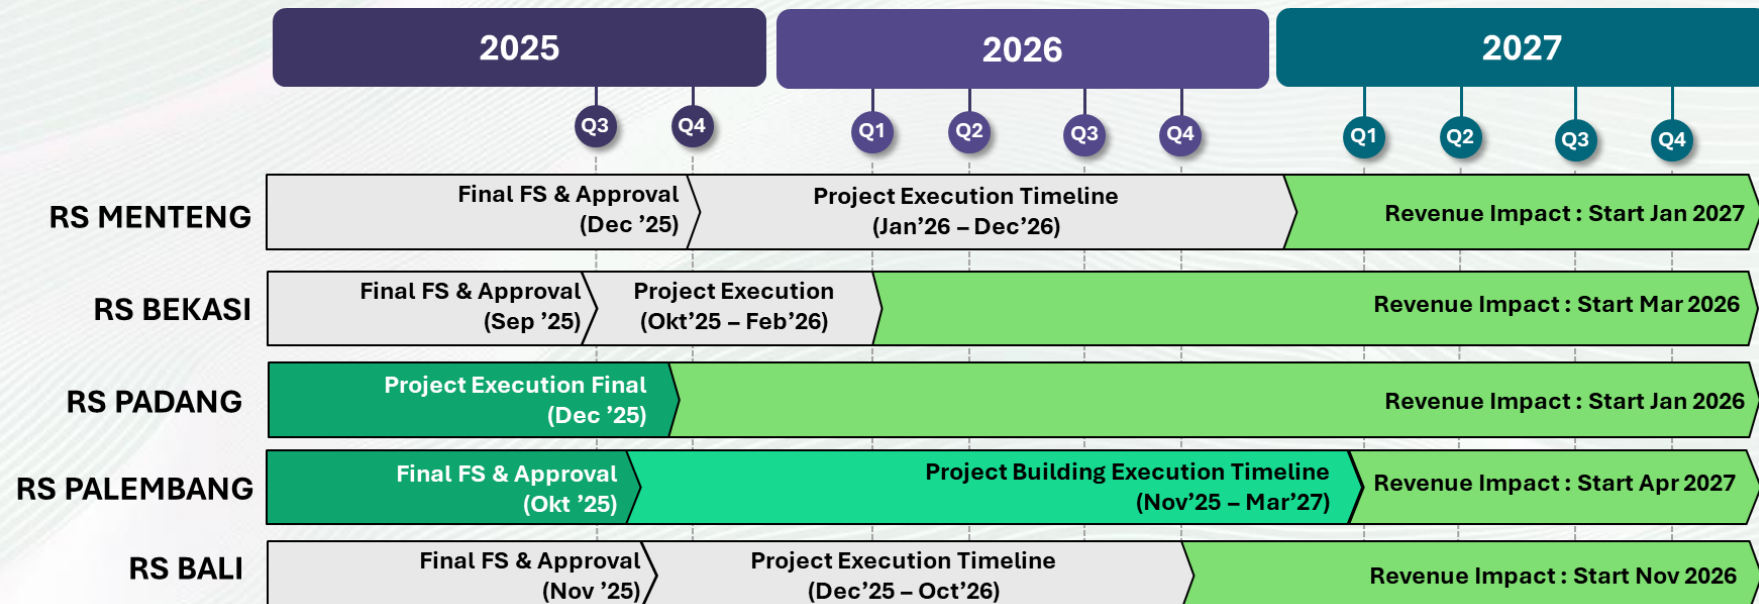 2025
2026
2027
Q3
Q4
Q1
Q2
Q3
Q4
Q1
Q2
Q3
Q4
RS MENTENG
Final FS & Approval
(Dec ’25)
Project Execution Timeline
(Jan’26 – Dec’26)
Revenue Impact : Start Jan 2027
RS BEKASI
Final FS & Approval
(Sep ’25)
Project Execution
(Okt’25 – Feb’26)
Revenue Impact : Start Mar 2026
RS PADANG
Project Execution Final
(Dec ’25)
Revenue Impact : Start Jan 2026
RS PALEMBANG
Final FS & Approval
(Okt ’25)
Project Building Execution Timeline
(Nov’25 – Mar’27)
Revenue Impact : Start Apr 2027
RS BALI
Final FS & Approval
(Nov ’25)
Project Execution Timeline
(Dec’25 – Oct’26)
Revenue Impact : Start Nov 2026